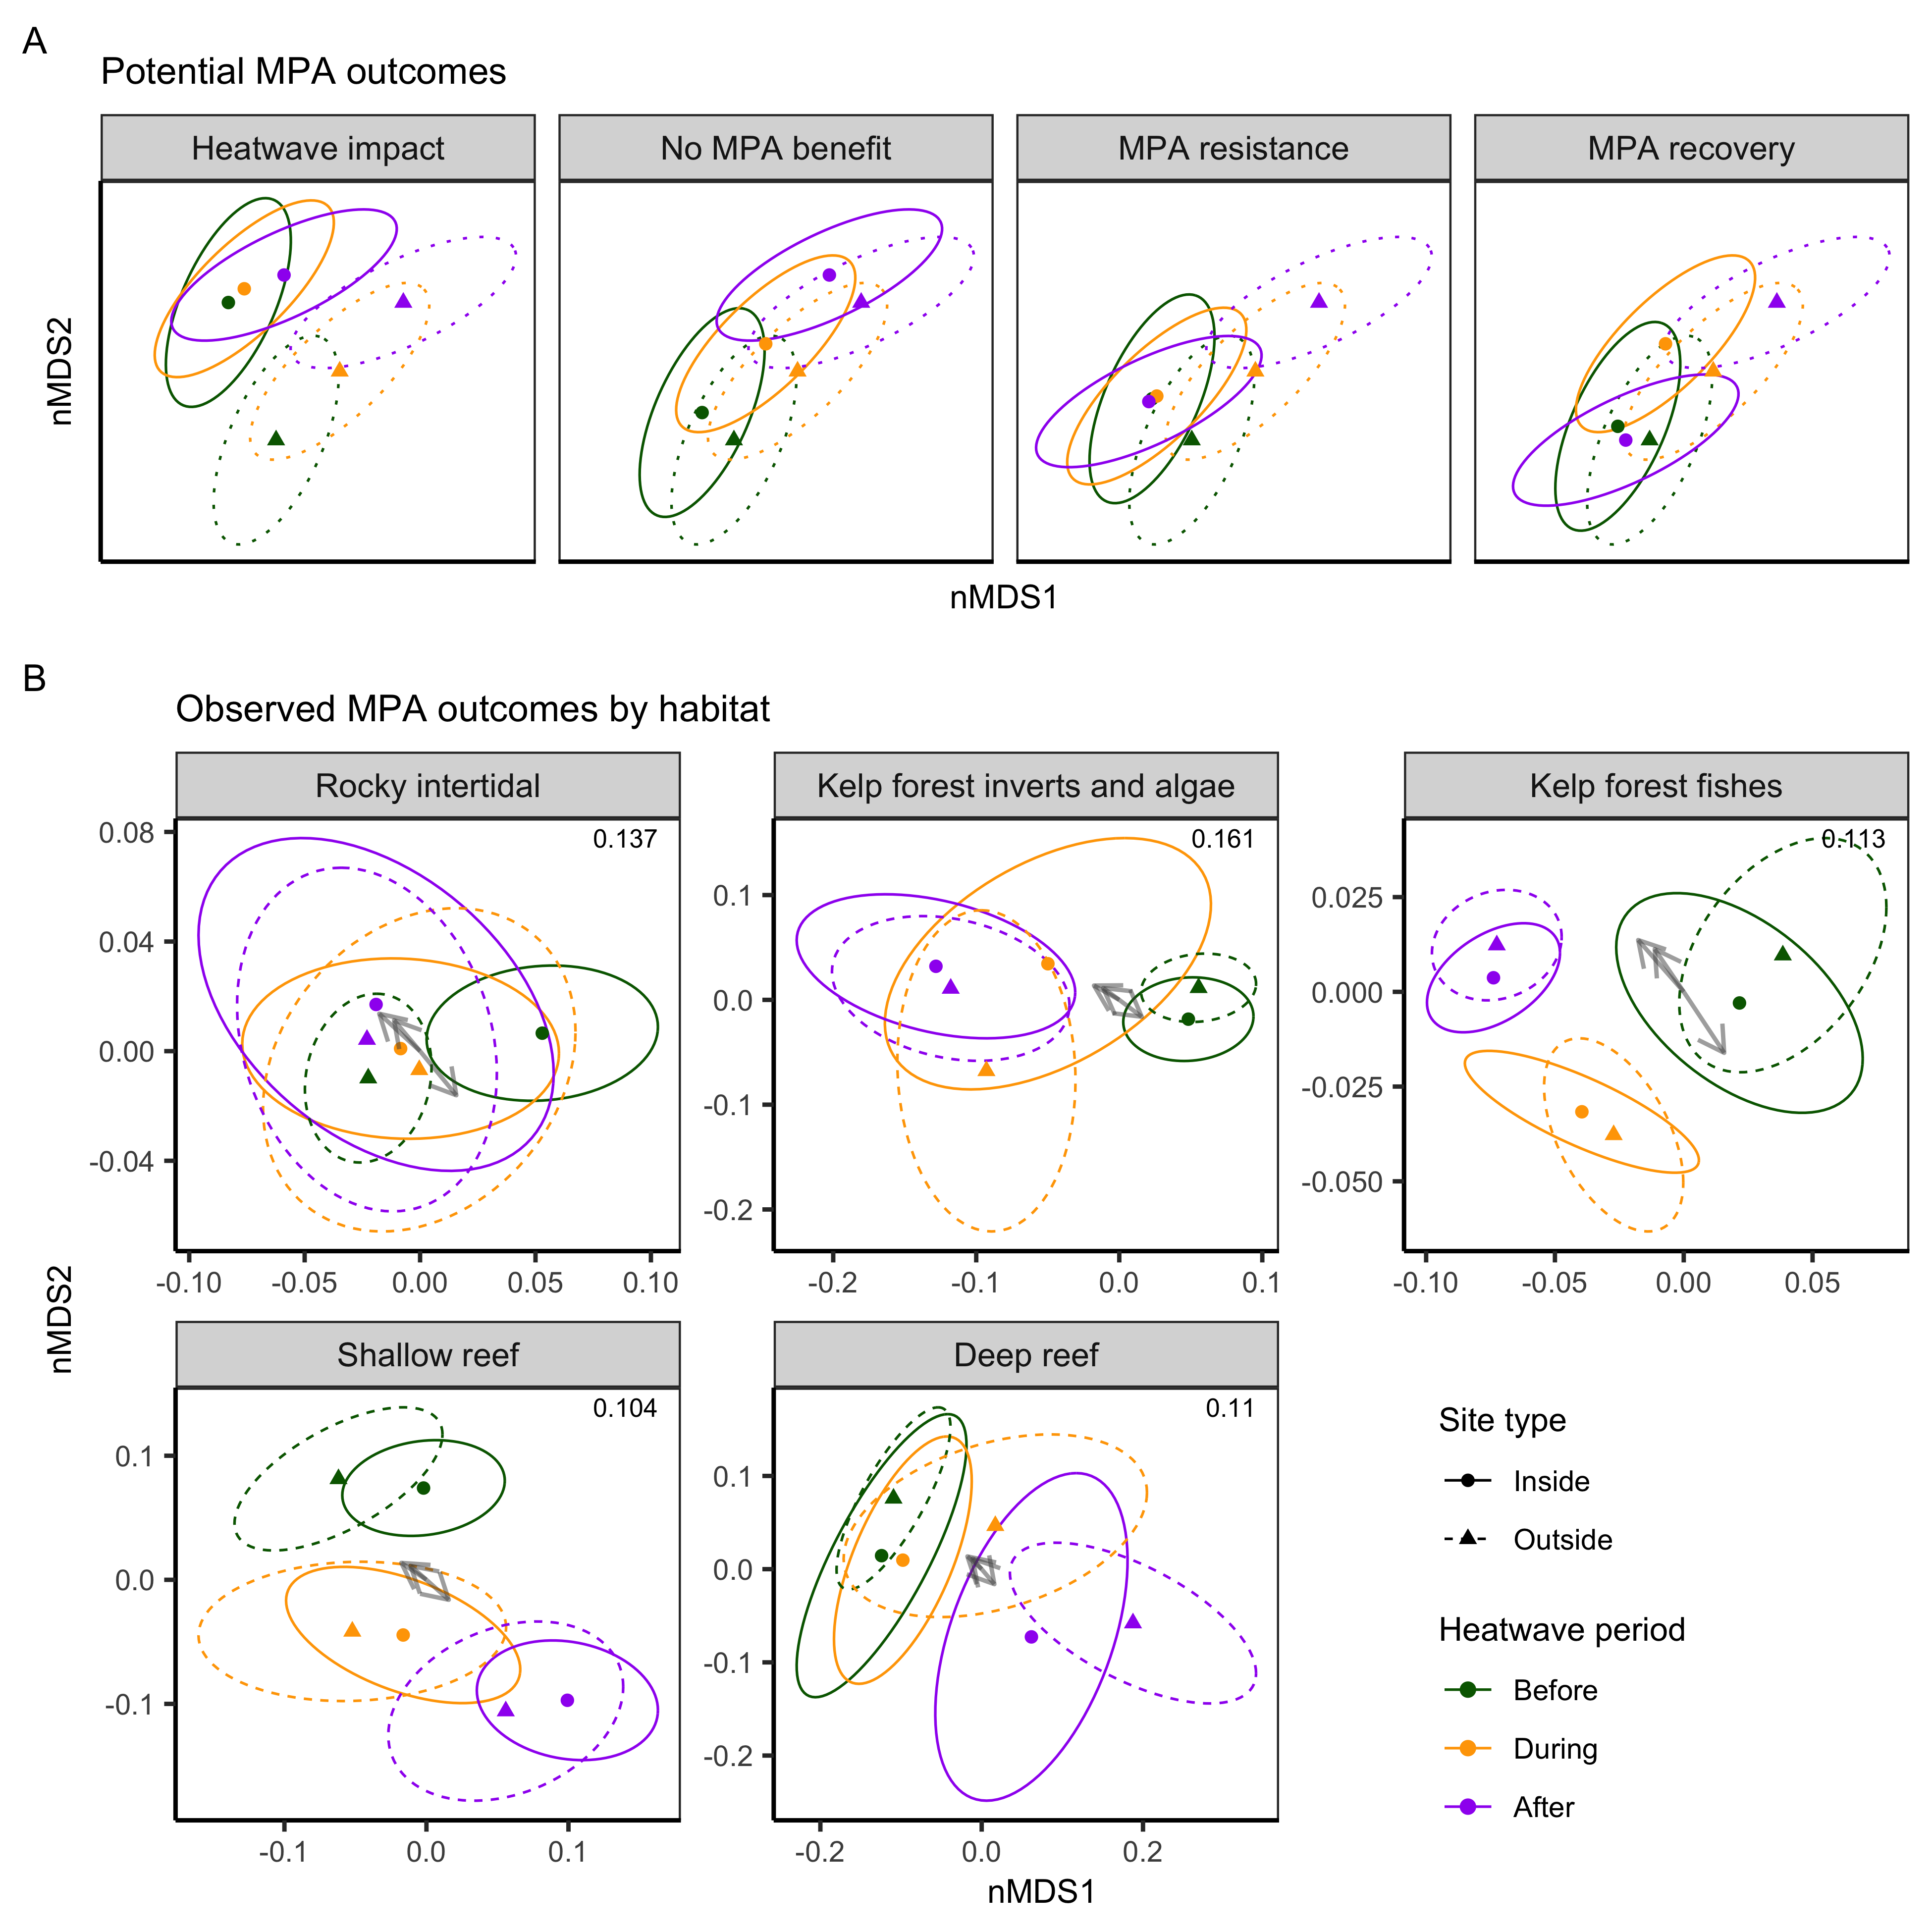 A
Potential MPA outcomes
Heatwave impact
No MPA benefit
MPA resistance
MPA recovery
nMDS2
nMDS1
B
Observed MPA outcomes by habitat
Rocky intertidal
Kelp forest inverts and algae
Kelp forest fishes
0.137
0.08
0.04
0.00
-0.04
-0.10
-0.05
0.00
0.05
0.10
0.161
0.1
0.0
-0.1
-0.2
-0.2
-0.1
0.0
0.1
0.113
0.025
0.000
-0.025
-0.050
-0.10
-0.05
0.00
0.05
nMDS2
Shallow reef
Deep reef
0.104
0.1
0.0
-0.1
-0.1
0.0
0.1
0.11
0.1
0.0
-0.1
-0.2
-0.2
0.0
0.2
nMDS1
Site type
Inside
Outside
Heatwave period
Before
During
After